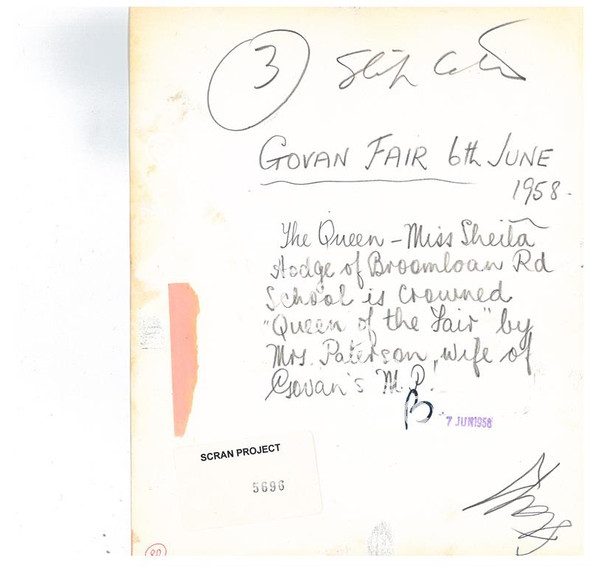 3
GOVAN FAIR 6th JUNE
1958.
The Queen - Miss Sheila
Hodge of Broomloan Rd
School is Crowned
"Queen of the Fair" by
Mrs. Paterson, wife of
Govan's M.P.
B
7 JUN 1958
SCRAN PROJECT
5696